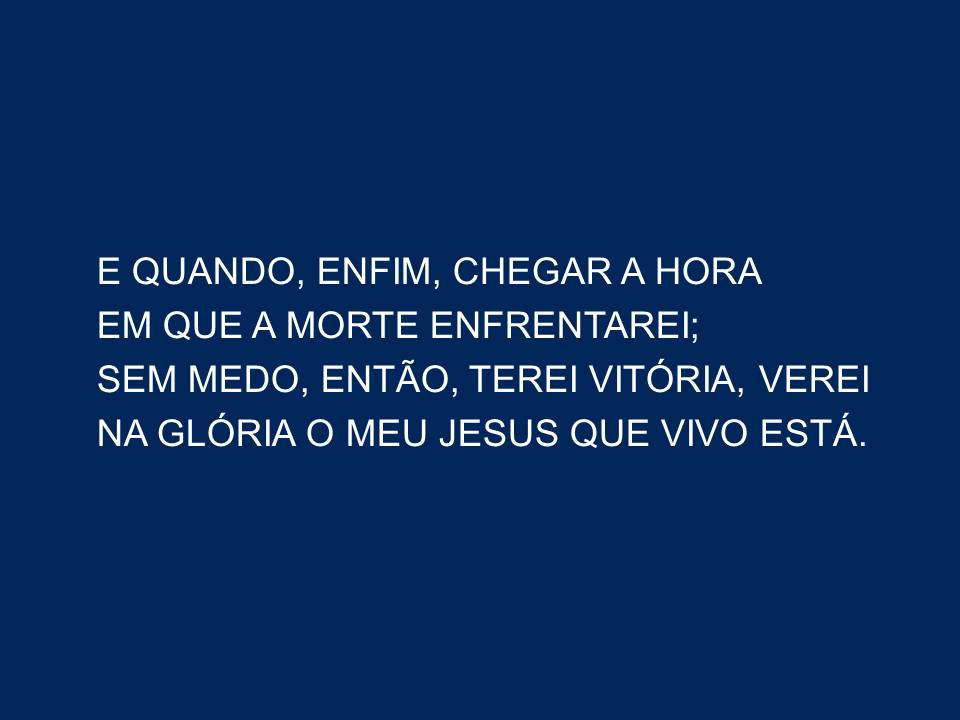 E QUANDO, ENFIM, CHEGAR A HORA
EM QUE A MORTE ENFRENTAREI;
SEM MEDO, ENTÃO, TEREI VITÓRIA, VEREI
NA GLÓRIA O MEU JESUS QUE VIVO ESTÁ.